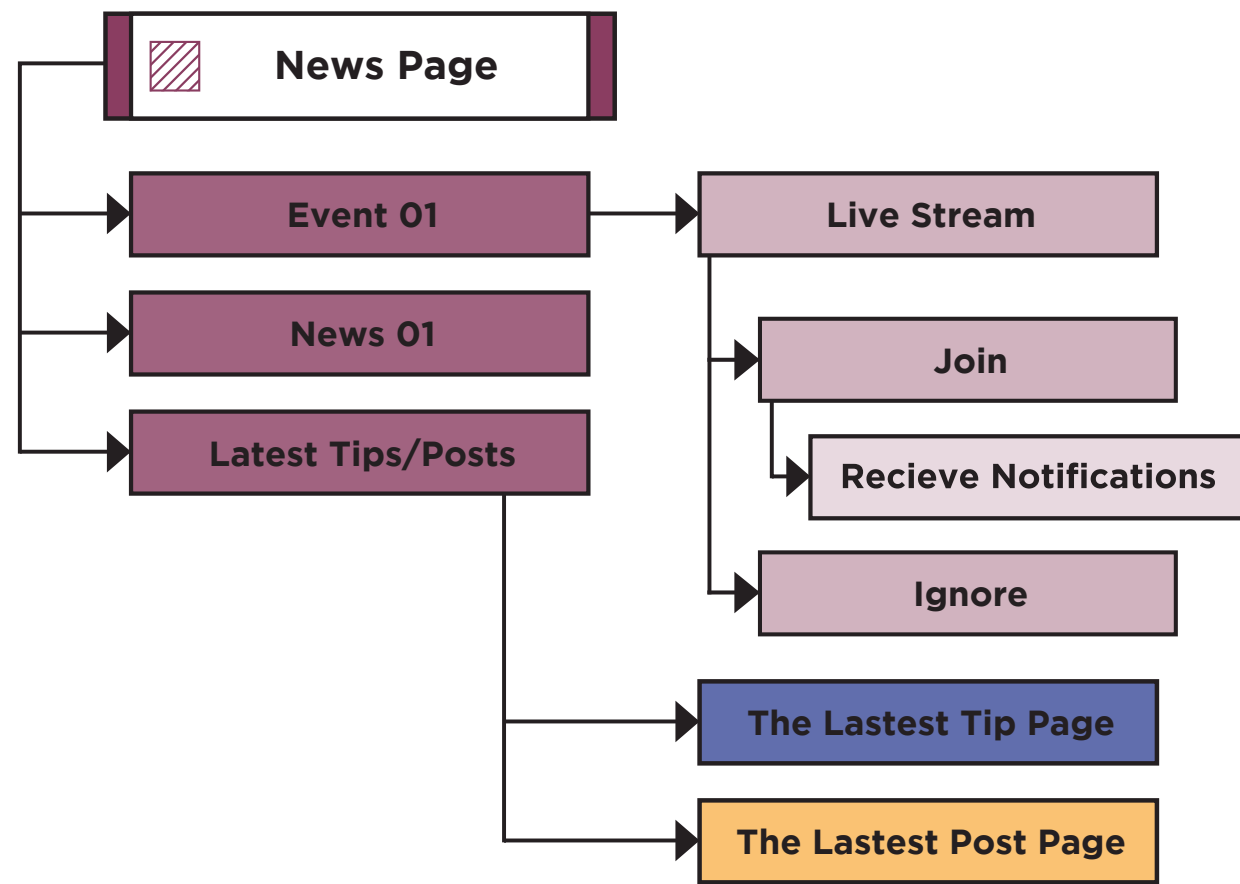 News Page
Event 01
Live Stream
News 01
Join
Latest Tips/Posts
Recieve Notifications
Ignore
The Lastest Tip Page
The Lastest Post Page